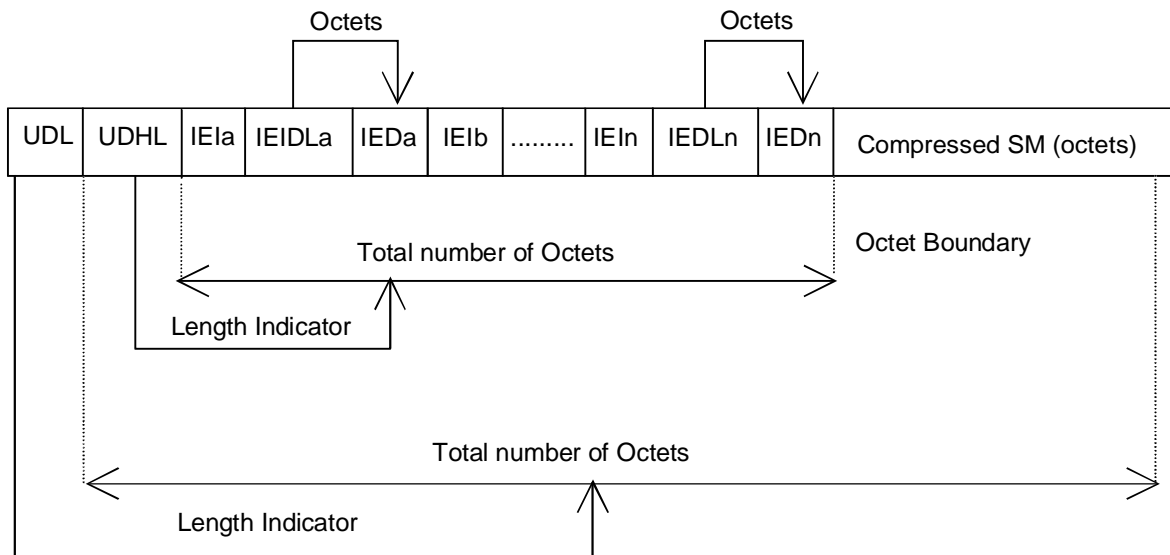 Octets Octets
UDL UDHL IEIa IEIDLa IEDa IEIb ......... IEIn IEDLn IEDn Compressed SM (octets)
Total number of Octets Octet Boundary
Length Indicator
Total number of Octets
Length Indicator